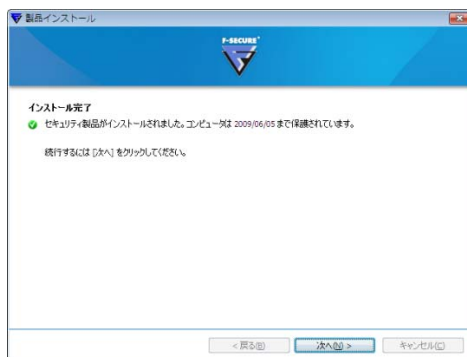 製品インストール
F-SECURE
インストール完了
セキュリティ製品がインストールされました。コンピュータは 2009/06/05 まで保護されています。
続行するには [次へ] をクリックしてください。
< 戻る(B)
次へ(N) >
キャンセル(C)